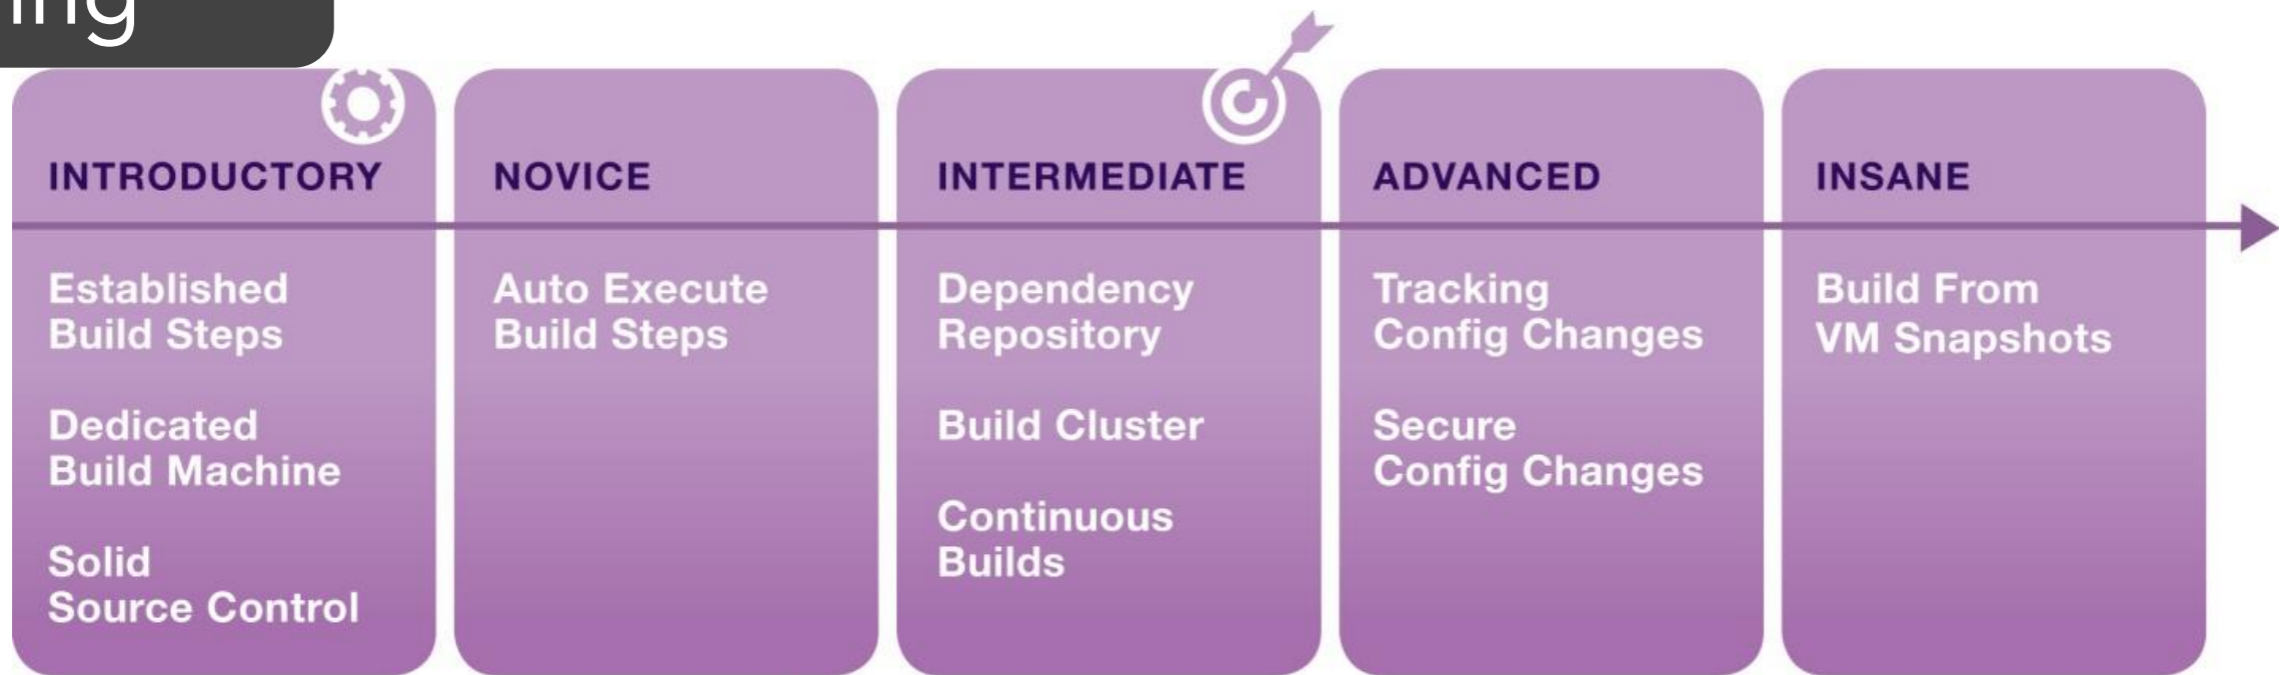 ing
INTRODUCTORY
Established
Build Steps
Dedicated
Build Machine
Solid
Source Control
NOVICE
Auto Execute
Build Steps
INTERMEDIATE
Dependency
Repository
Build Cluster
Continuous
Builds
ADVANCED
Tracking
Config Changes
Secure
Config Changes
INSANE
Build From
VM Snapshots